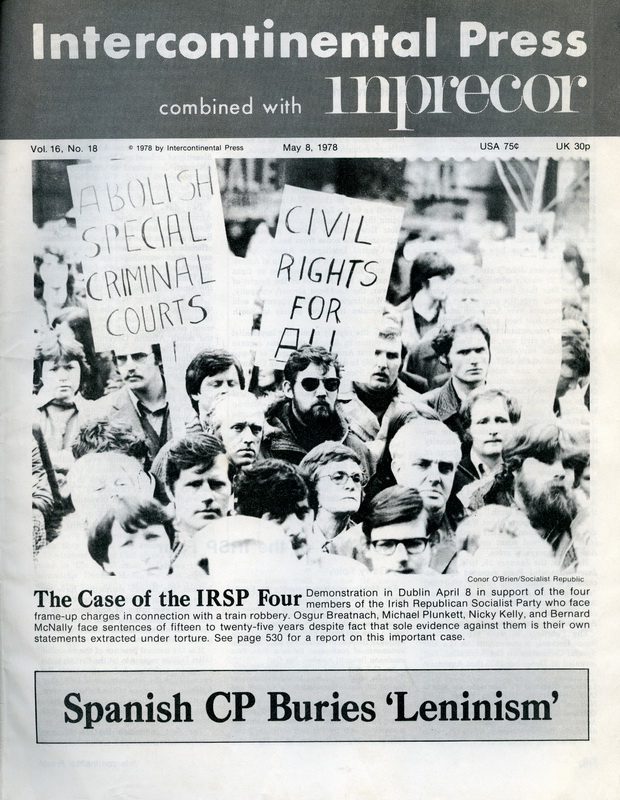 Intercontinental Press
combined with inprecor
Vol. 16, No. 18 © 1978 by Intercontinental Press May 8, 1978 USA 75¢ UK 30p
ABOLISH
SPECIAL
CRIMINAL
COURTS
CIVIL
RIGHTS
FOR
ALL
Conor O'Brien/Socialist Republic
The Case of the IRSP Four Demonstration in Dublin April 8 in support of the four
members of the Irish Republican Socialist Party who face
frame-up charges in connection with a train robbery. Osgur Breatnach, Michael Plunkett, Nicky Kelly, and Bernard
McNally face sentences of fifteen to twenty-five years despite fact that sole evidence against them is their own
statements extracted under torture. See page 530 for a report on this important case.
Spanish CP Buries 'Leninism'